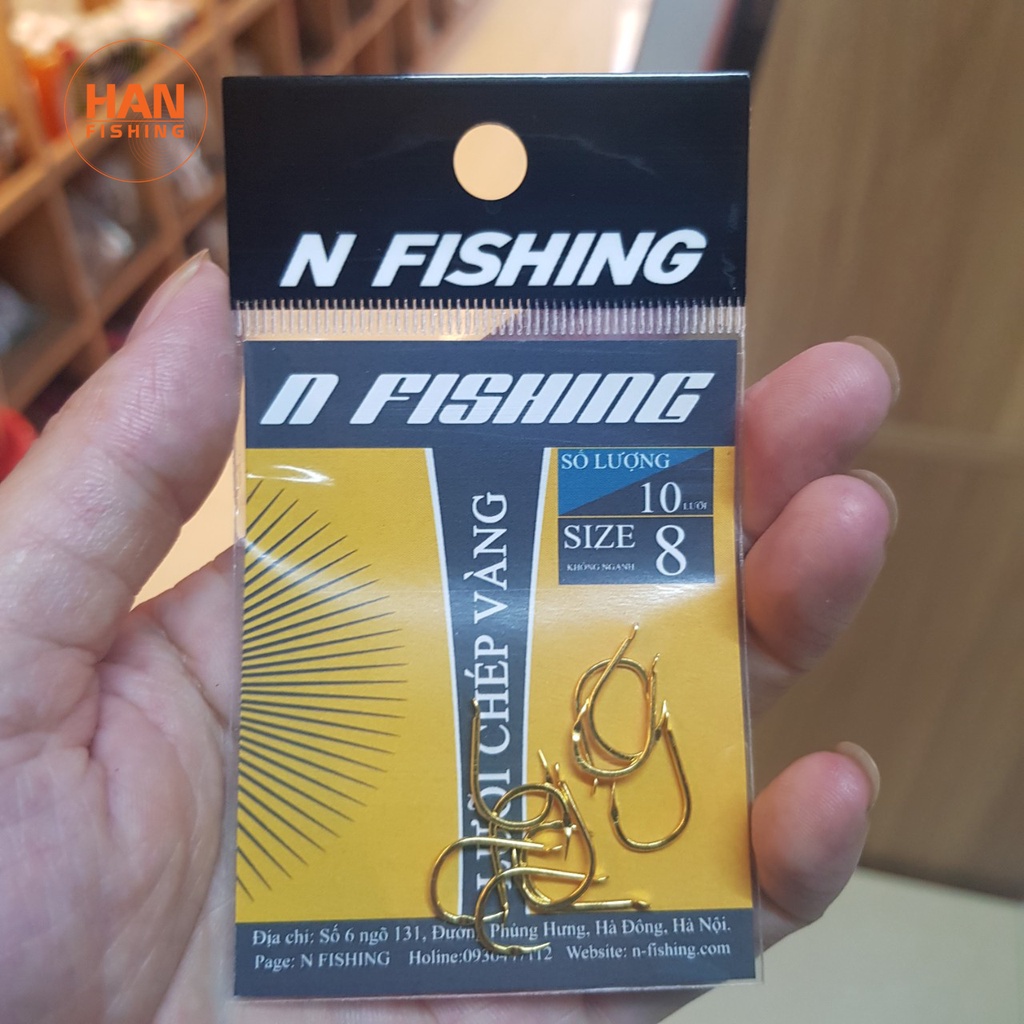 HAN
FISHING
N FISHING
N FISHING
SỐ LƯỢNG
10 LƯỠI
SIZE 8
KHÔNG NGẠNH
LƯỠI CHÉP VÀNG
Địa chỉ: Số 6 ngõ 131, Đường Phùng Hưng, Hà Đông, Hà Nội.
Page: N FISHING Holine: Website: n-fishing.com